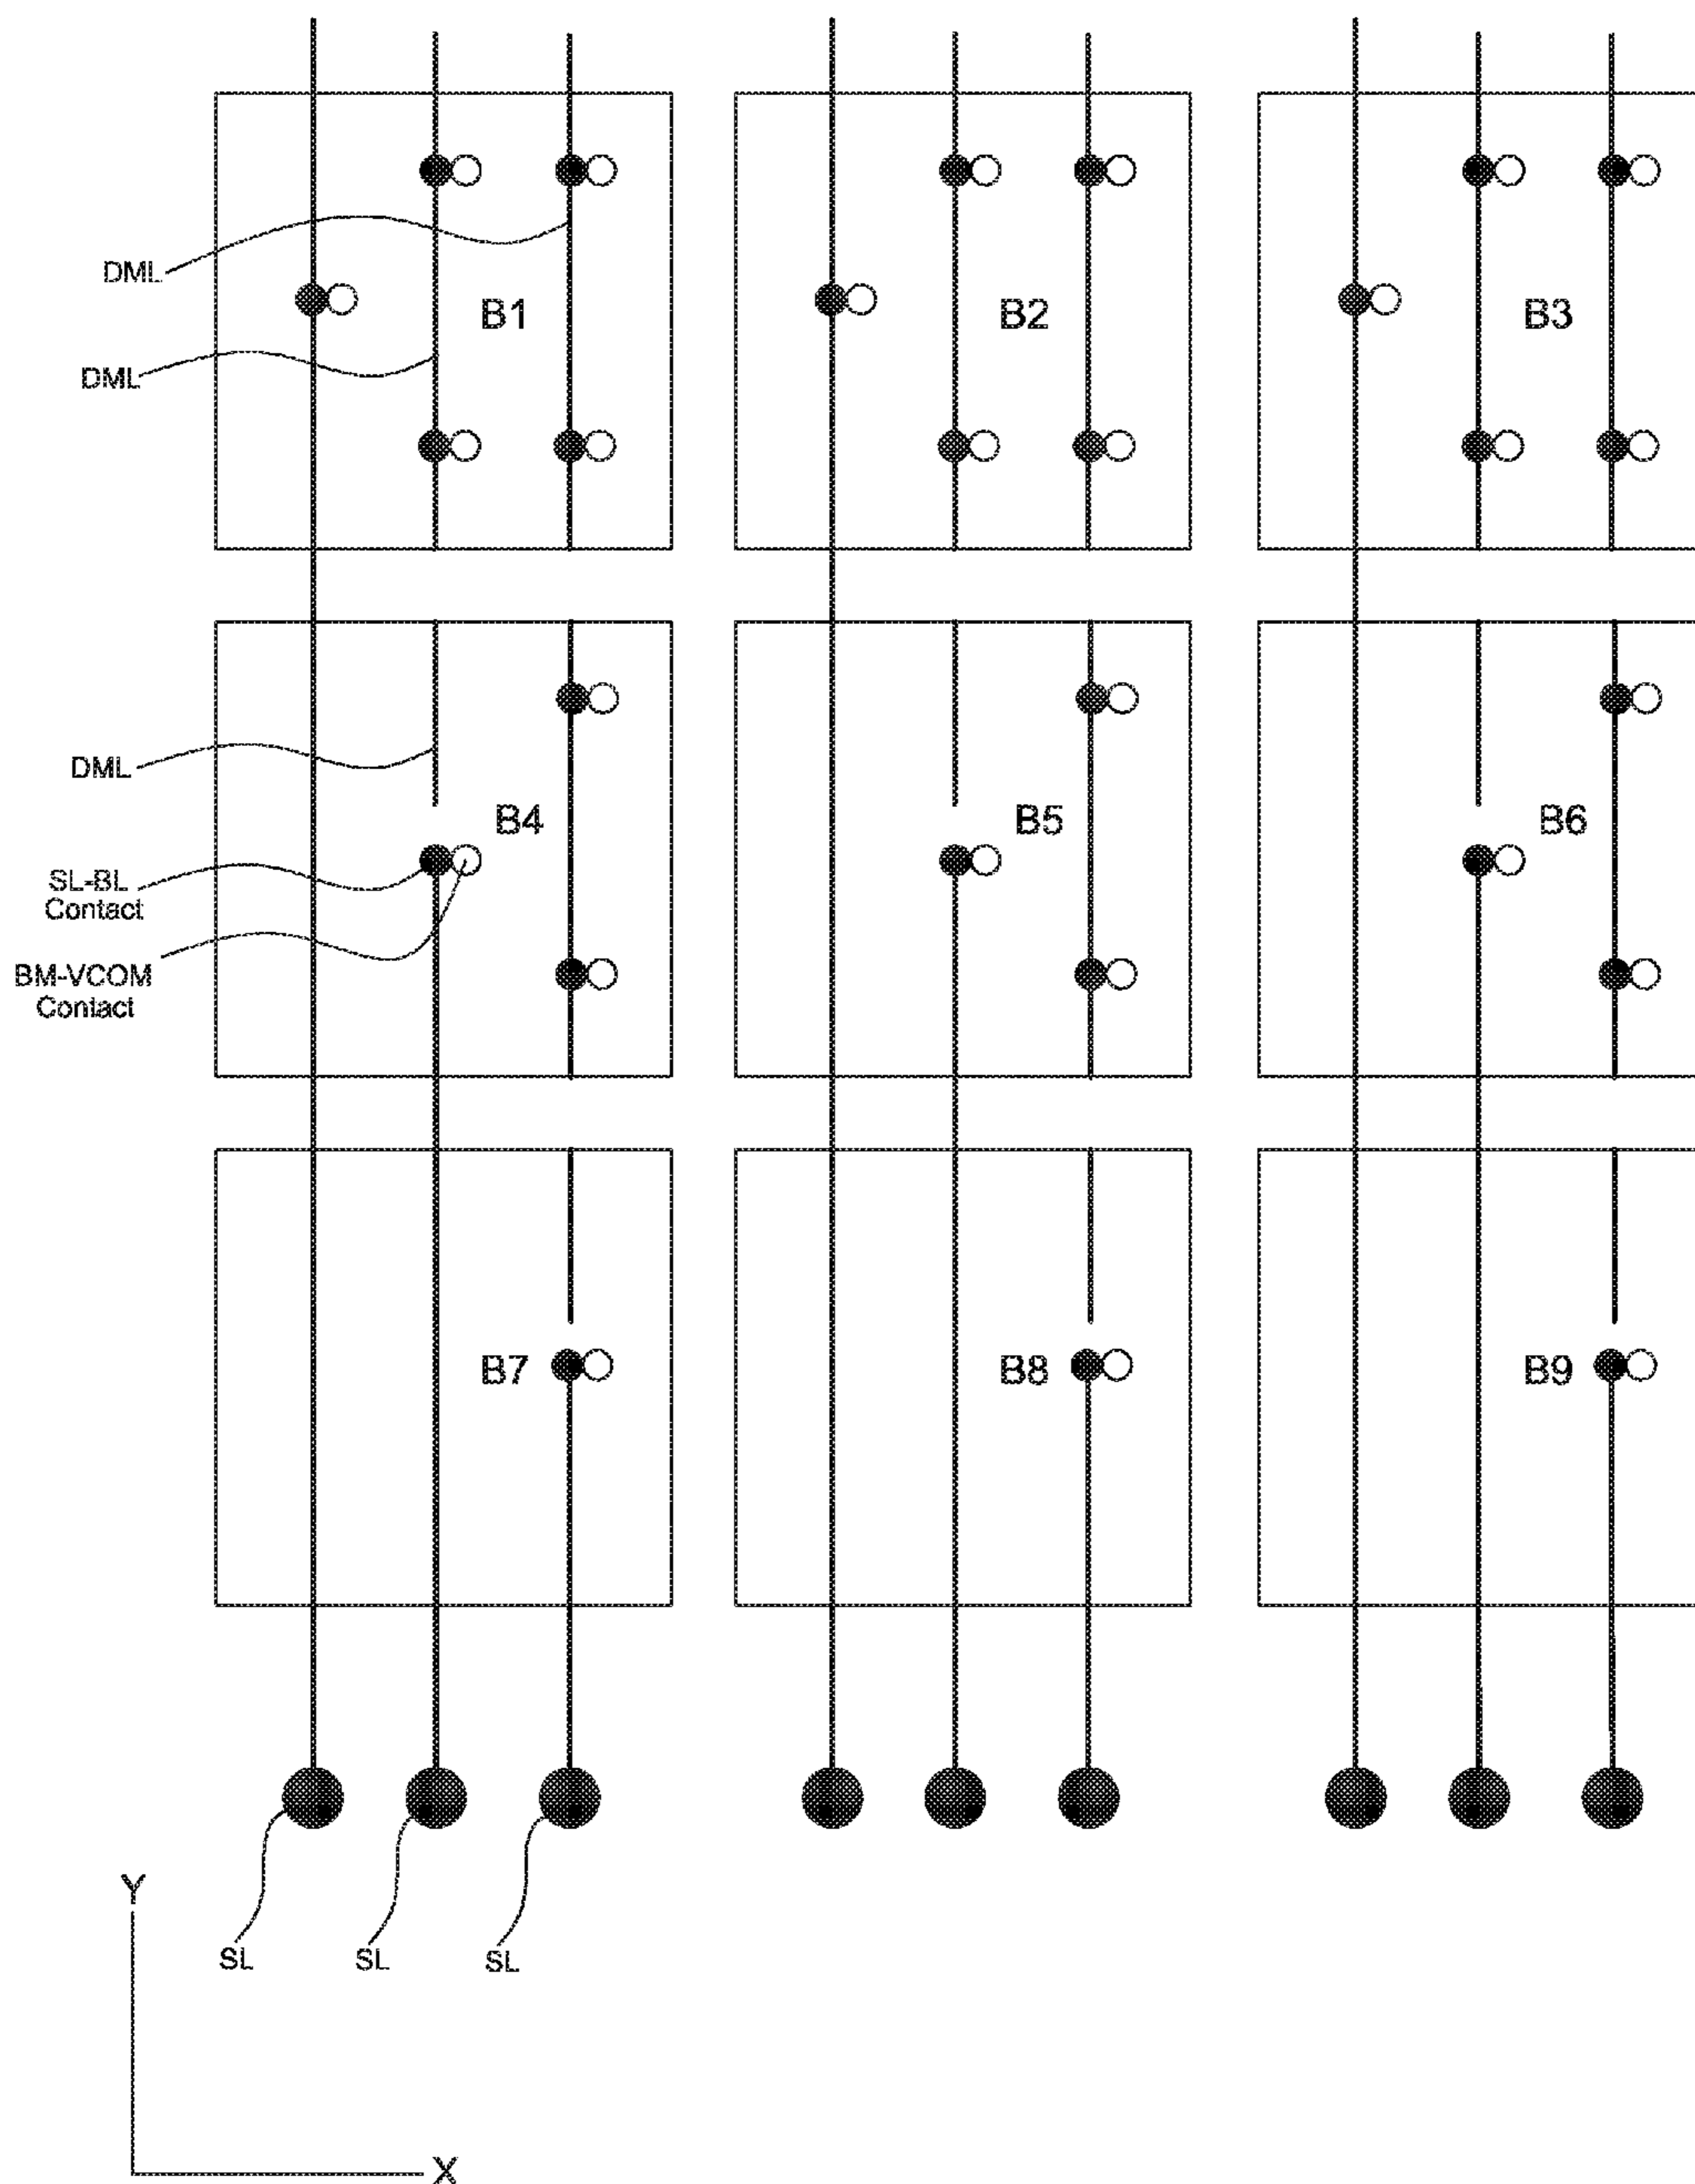 DML
B1
B2
B3
DML
DML
B4
B5
B6
SL-BL
Contact
BM-VCOM
Contact
B7
B8
B9
Y
SL
SL
SL
X